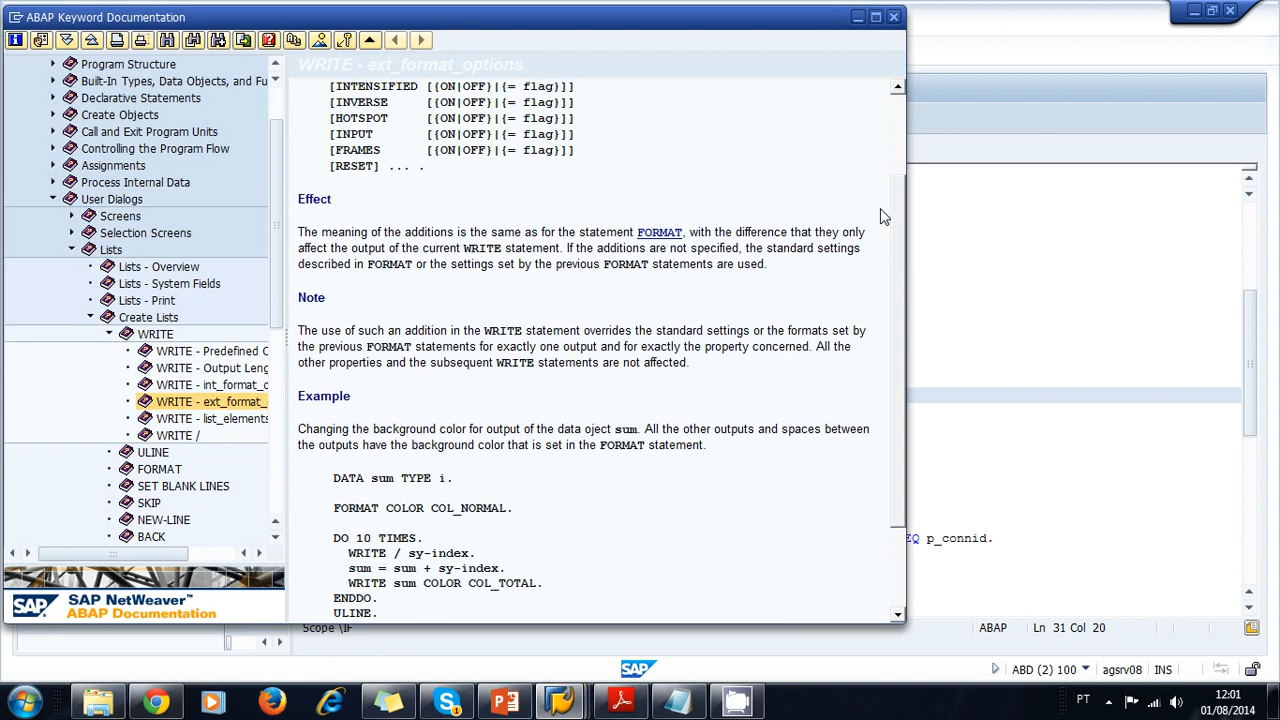 ABAP Keyword Documentation
WRITE - ext_format_options
Program Structure
Built-In Types, Data Objects, and Fu
Declarative Statements
Create Objects
Call and Exit Program Units
Controlling the Program Flow
Assignments
Process Internal Data
User Dialogs
Screens
Selection Screens
Lists
Lists - Overview
Lists - System Fields
Lists - Print
Create Lists
WRITE
WRITE - Predefined C
WRITE - Output Leng
WRITE - int_format_o
WRITE - ext_format_
WRITE - list_elements
WRITE /
ULINE
FORMAT
SET BLANK LINES
SKIP
NEW-LINE
BACK
SAP NetWeaver™
ABAP Documentation
SAP
[INTENSIFIED [{ON|OFF}|{= flag}]]
[INVERSE [{ON|OFF}|{= flag}]]
[HOTSPOT [{ON|OFF}|{= flag}]]
[INPUT [{ON|OFF}|{= flag}]]
[FRAMES [{ON|OFF}|{= flag}]]
[RESET] ... .
Effect
The meaning of the additions is the same as for the statement FORMAT, with the difference that they only
affect the output of the current WRITE statement. If the additions are not specified, the standard settings
described in FORMAT or the settings set by the previous FORMAT statements are used.
Note
The use of such an addition in the WRITE statement overrides the standard settings or the formats set by
the previous FORMAT statements for exactly one output and for exactly the property concerned. All the
other properties and the subsequent WRITE statements are not affected.
Example
Changing the background color for output of the data oject sum. All the other outputs and spaces between
the outputs have the background color that is set in the FORMAT statement.
DATA sum TYPE i.
FORMAT COLOR COL_NORMAL.
DO 10 TIMES.
WRITE / sy-index.
sum = sum + sy-index.
WRITE sum COLOR COL_TOTAL.
ENDDO.
ULINE.
EQ p_connid.
Scope \IF
ABAP
Ln 31 Col 20
SAP
ABD (2) 100
agsrv08
INS
PT
12:01
01/08/2014